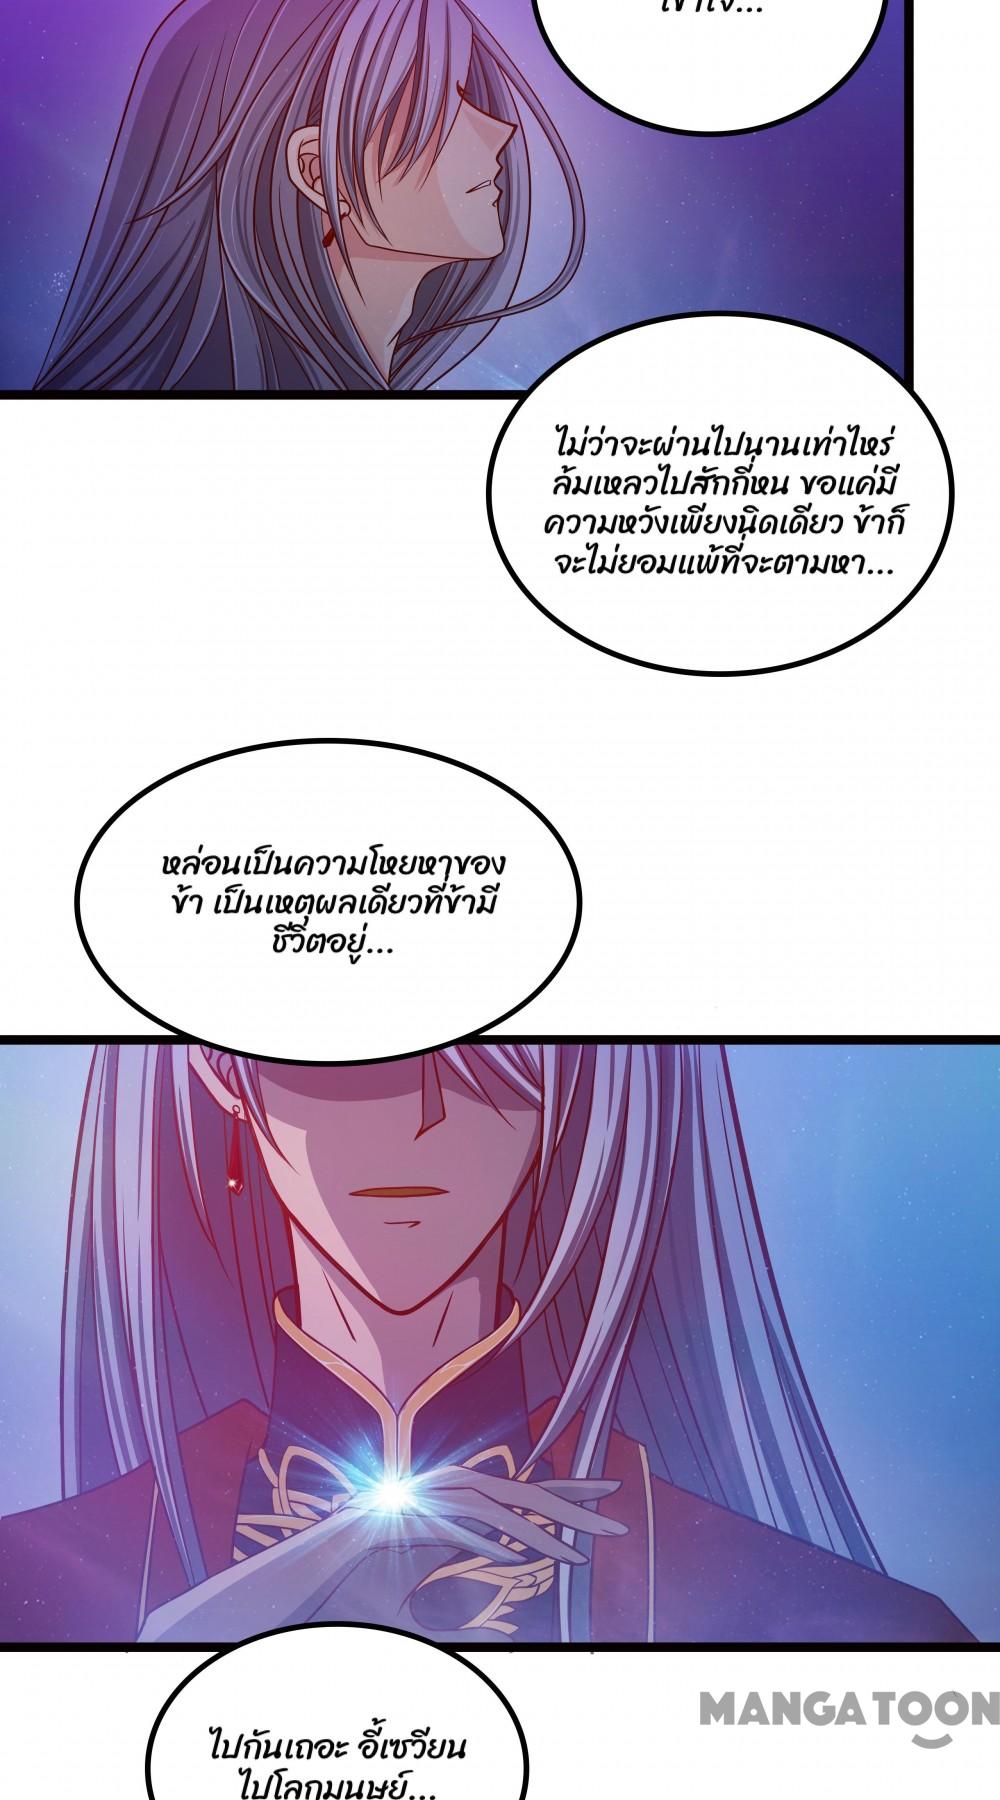 เข้าใจ...
ไม่ว่าจะผ่านไปนานเท่าไหร่
ล้มเหลวไปสักกี่หน ขอแค่มี
ความหวังเพียงนิดเดียว ข้าก็
จะไม่ยอมแพ้ที่จะตามหา...
หล่อนเป็นความโหยหาของ
ข้า เป็นเหตุผลเดียวที่ข้ามี
ชีวิตอยู่...
MANGATOON
ไปกันเถอะ อี้เซวียน
ไปโลกมนุษย์...